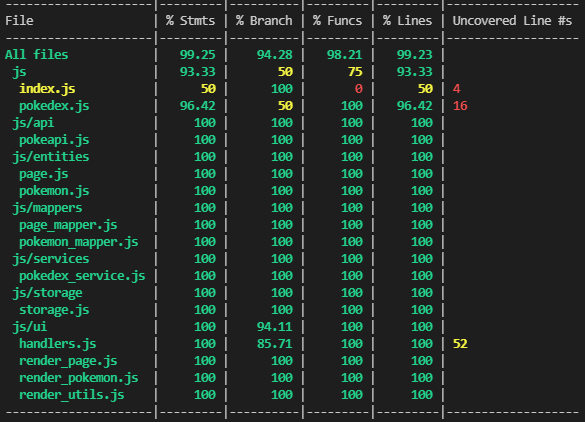 ---------------------|---------|----------|---------|---------|-------------------
File                 | % Stmts | % Branch | % Funcs | % Lines | Uncovered Line #s
---------------------|---------|----------|---------|---------|-------------------
All files            |   99.25 |    94.28 |   98.21 |   99.23 |
 js                  |   93.33 |       50 |      75 |   93.33 |
  index.js           |      50 |      100 |       0 |      50 | 4
  pokedex.js         |   96.42 |       50 |     100 |   96.42 | 16
 js/api              |     100 |      100 |     100 |     100 |
  pokeapi.js         |     100 |      100 |     100 |     100 |
 js/entities         |     100 |      100 |     100 |     100 |
  page.js            |     100 |      100 |     100 |     100 |
  pokemon.js         |     100 |      100 |     100 |     100 |
 js/mappers          |     100 |      100 |     100 |     100 |
  page_mapper.js     |     100 |      100 |     100 |     100 |
  pokemon_mapper.js  |     100 |      100 |     100 |     100 |
 js/services         |     100 |      100 |     100 |     100 |
  pokedex_service.js |     100 |      100 |     100 |     100 |
 js/storage          |     100 |      100 |     100 |     100 |
  storage.js         |     100 |      100 |     100 |     100 |
 js/ui               |     100 |    94.11 |     100 |     100 |
  handlers.js        |     100 |    85.71 |     100 |     100 | 52
  render_page.js     |     100 |      100 |     100 |     100 |
  render_pokemon.js  |     100 |      100 |     100 |     100 |
  render_utils.js    |     100 |      100 |     100 |     100 |
---------------------|---------|----------|---------|---------|-------------------